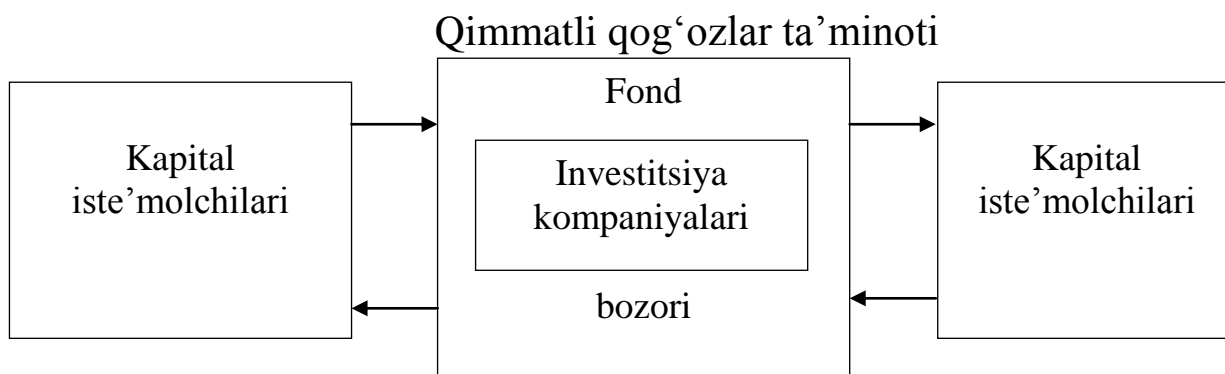 Qimmatli qog‘ozlar ta’minoti
Kapital
iste’molchilari
Fond
Investitsiya
kompaniyalari
bozori
Kapital
iste’molchilari